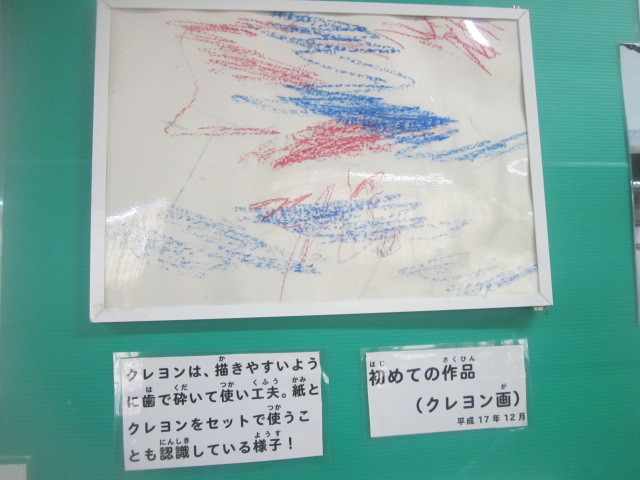 クレヨンは、描きやすいよう
に歯で砕いて使い工夫。紙と
クレヨンをセットで使うこ
とも認識している様子！
初めての作品
（クレヨン画）
平成17年12月